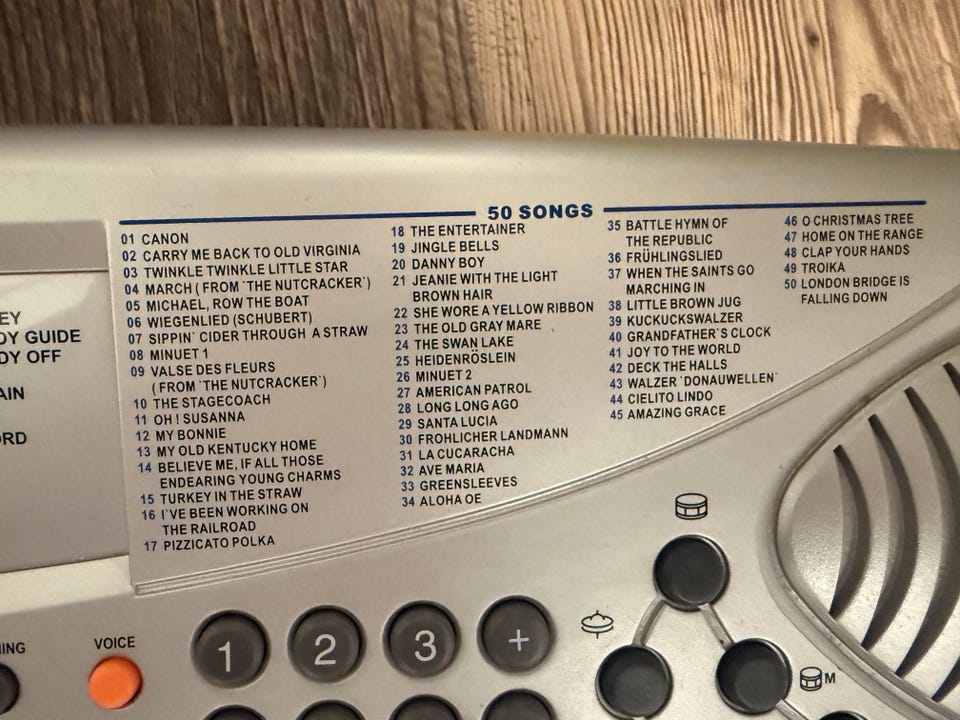 50 SONGS
01 CANON
02 CARRY ME BACK TO OLD VIRGINIA
03 TWINKLE TWINKLE LITTLE STAR
04 MARCH ( FROM `THE NUTCRACKER`)
05 MICHAEL, ROW THE BOAT
06 WIEGENLIED (SCHUBERT)
07 SIPPIN` CIDER THROUGH A STRAW
08 MINUET 1
09 VALSE DES FLEURS
(FROM `THE NUTCRACKER`)
10 THE STAGECOACH
11 OH ! SUSANNA
12 MY BONNIE
13 MY OLD KENTUCKY HOME
14 BELIEVE ME, IF ALL THOSE
ENDEARING YOUNG CHARMS
15 TURKEY IN THE STRAW
16 I`VE BEEN WORKING ON
THE RAILROAD
17 PIZZICATO POLKA
18 THE ENTERTAINER
19 JINGLE BELLS
20 DANNY BOY
21 JEANIE WITH THE LIGHT
BROWN HAIR
22 SHE WORE A YELLOW RIBBON
23 THE OLD GRAY MARE
24 THE SWAN LAKE
25 HEIDENRÖSLEIN
26 MINUET 2
27 AMERICAN PATROL
28 LONG LONG AGO
29 SANTA LUCIA
30 FROHLICHER LANDMANN
31 LA CUCARACHA
32 AVE MARIA
33 GREENSLEEVES
34 ALOHA OE
35 BATTLE HYMN OF
THE REPUBLIC
36 FRÜHLINGSLIED
37 WHEN THE SAINTS GO
MARCHING IN
38 LITTLE BROWN JUG
39 KUCKUCKSWALZER
40 GRANDFATHER`S CLOCK
41 JOY TO THE WORLD
42 DECK THE HALLS
43 WALZER `DONAUWELLEN`
44 CIELITO LINDO
45 AMAZING GRACE
46 O CHRISTMAS TREE
47 HOME ON THE RANGE
48 CLAP YOUR HANDS
49 TROIKA
50 LONDON BRIDGE IS
FALLING DOWN
EY
DY GUIDE
DY OFF
AIN
ORD
ING
VOICE
1
2
3
+
M